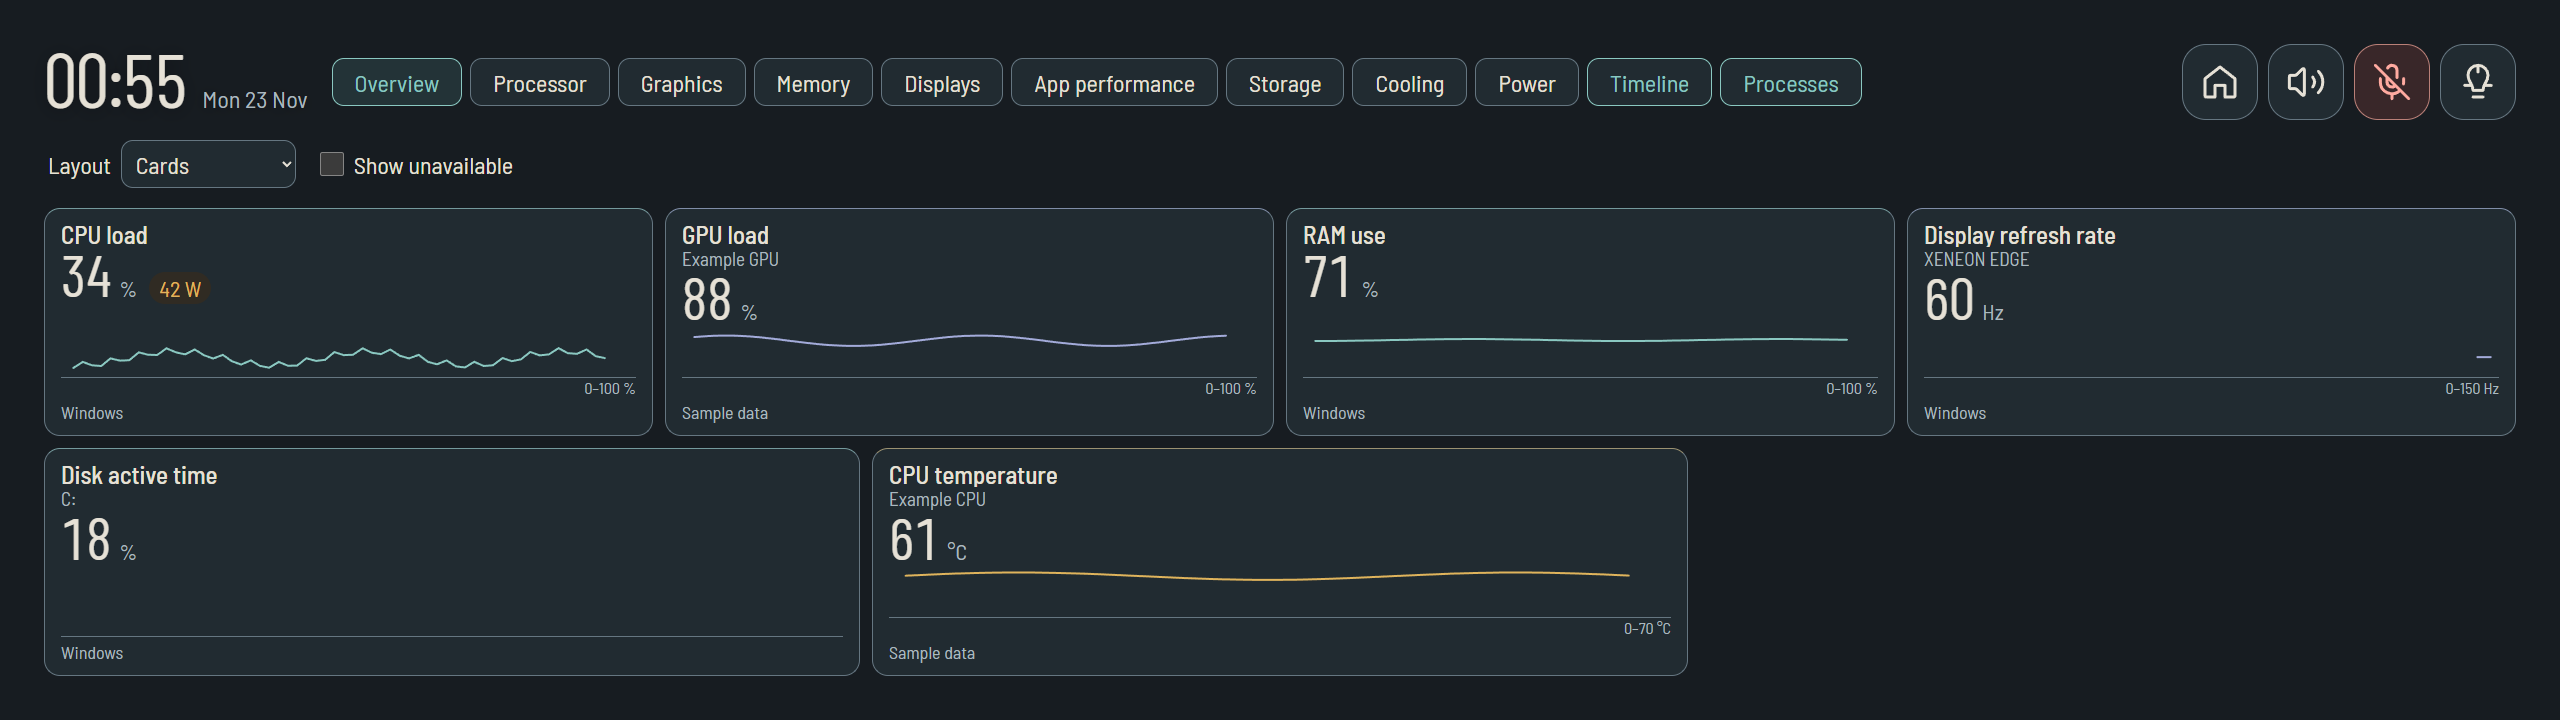 00:55 Mon 23 Nov Overview Processor Graphics Memory Displays App performance Storage Cooling Power Timeline Processes
Layout Cards Show unavailable
CPU load
34 % 42 W
0–100 %
Windows
GPU load
Example GPU
88 %
0–100 %
Sample data
RAM use
71 %
0–100 %
Windows
Display refresh rate
XENEON EDGE
60 Hz
0–150 Hz
Windows
Disk active time
C:
18 %
Windows
CPU temperature
Example CPU
61 °C
0–70 °C
Sample data